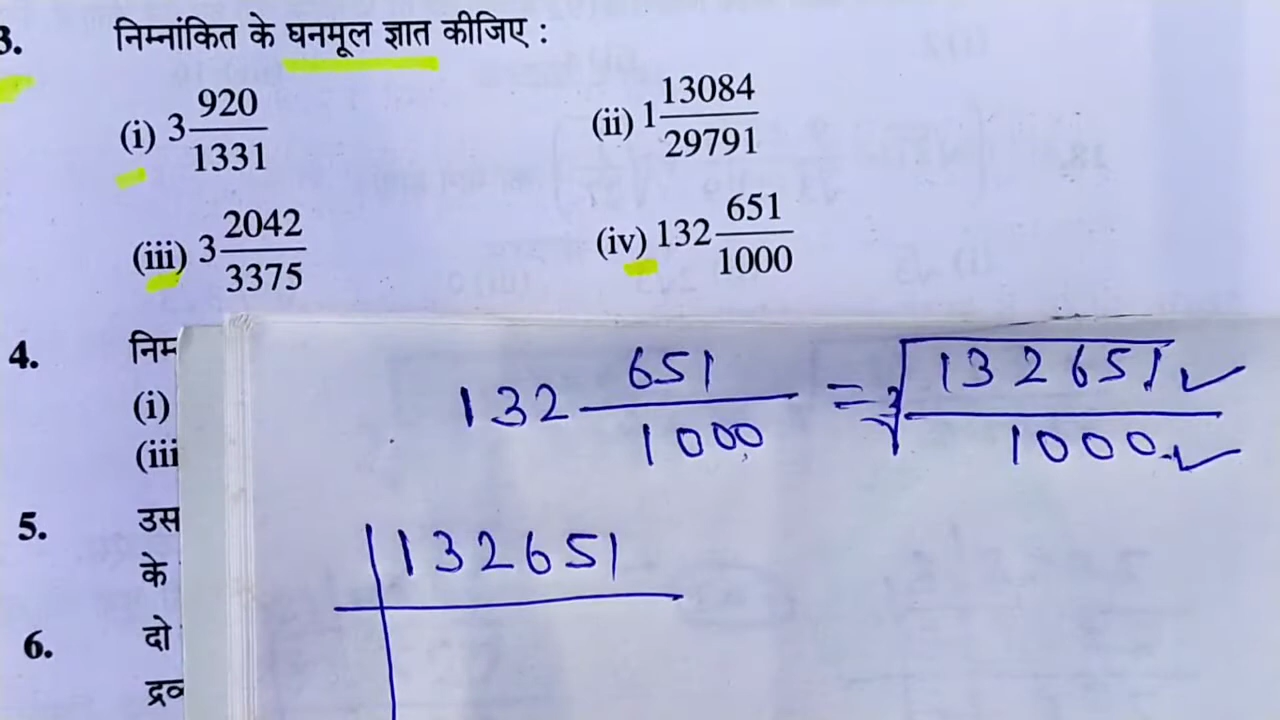 3. निम्नांकित के घनमूल ज्ञात कीजिए :
(i) 3 920/1331 (ii) 1 13084/29791
(iii) 3 2042/3375 (iv) 132 651/1000
4. निम
(i)
(iii
132 651/1000 = ∛(132651/1000)
5. उस
के
132651
6. दो
द्रव्